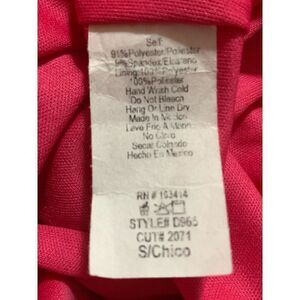 Self:
91%Polyester/Poliester
9%Spandex/Elastano
Lining:100%Polyester
100%Poliester
Hand Wash Cold
Do Not Bleach
Hang Or Line Dry
Made In Mexico
Lave Frio A Mano
No Cloro
Secar Colgado
Hecho En Mexico
RN # 103414
STYLE# D965
CUT# 2071
S/Chico